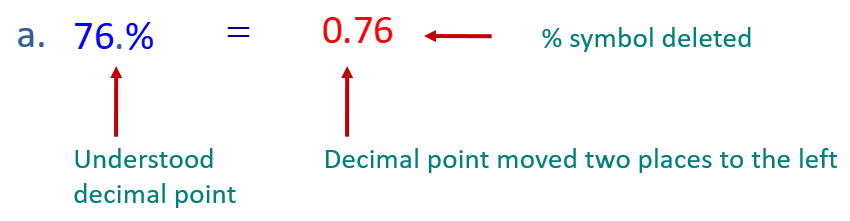 a. 76.% = 0.76 % symbol deleted
Understood
decimal point
Decimal point moved two places to the left